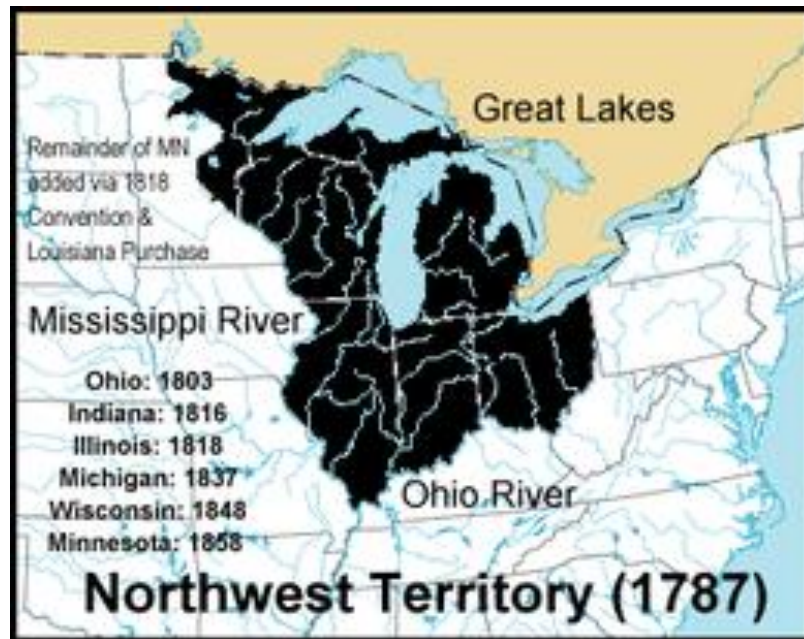 Great Lakes
Remainder of MN
added via 1818
Convention &
Louisiana Purchase
Mississippi River
Ohio: 1803
Indiana: 1816
Illinois: 1818
Michigan: 1837
Wisconsin: 1848
Minnesota: 1858
Ohio River
Northwest Territory (1787)